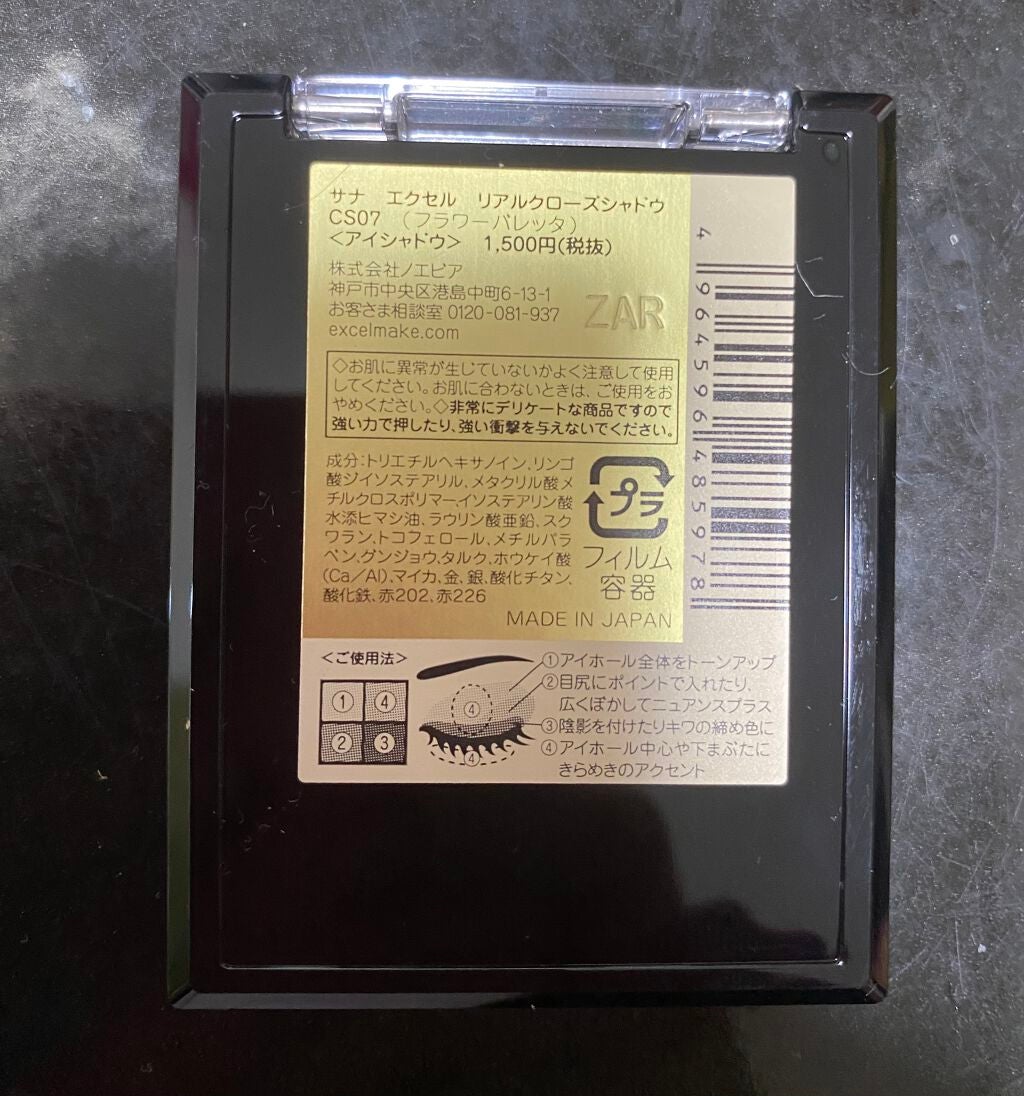 サナ エクセル リアルクローズシャドウ
CS07 （フラワーバレッタ）
＜アイシャドウ＞ 1,500円(税抜)
株式会社ノエビア
神戸市中央区港島中町6-13-1
お客さま相談室 0120-081-937
excelmake.com
ZAR
◇お肌に異常が生じていないかよく注意して使用
してください。お肌に合わないときは、ご使用をお
やめください。◇非常にデリケートな商品ですので
強い力で押したり、強い衝撃を与えないでください。
成分：トリエチルヘキサノイン、リンゴ
酸ジイソステアリル、メタクリル酸メ
チルクロスポリマー、イソステアリン酸
水添ヒマシ油、ラウリン酸亜鉛、スク
ワラン、トコフェロール、メチルパラ
ベン、グンジョウ、タルク、ホウケイ酸
(Ca／Al)、マイカ、金、銀、酸化チタン、
酸化鉄、赤202、赤226
プラ
フィルム
容器
MADE IN JAPAN
4 964596 485978
＜ご使用法＞
① ④
② ③
④
④
①アイホール全体をトーンアップ
②目尻にポイントで入れたり、
広くぼかしてニュアンスプラス
③陰影を付けたりキワの締め色に
④アイホール中心や下まぶたに
きらめきのアクセント